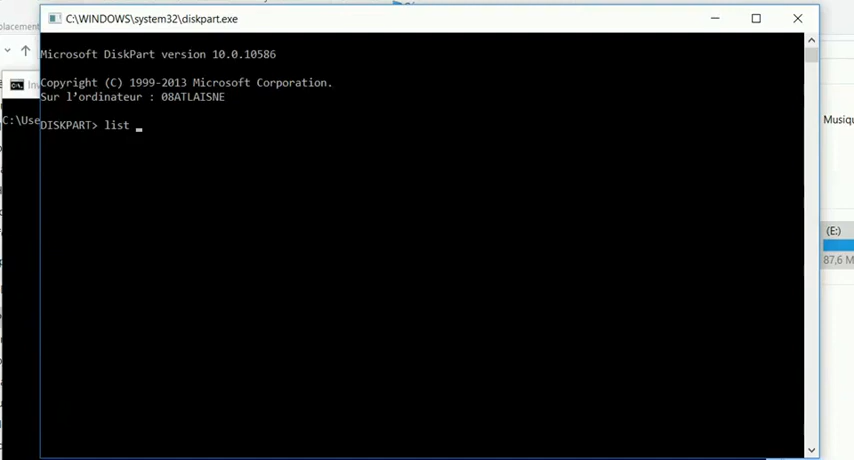 C:\WINDOWS\system32\diskpart.exe
placement
Microsoft DiskPart version 10.0.10586
Copyright (C) 1999-2013 Microsoft Corporation.
Sur l'ordinateur : 08ATLAISNE
C:\Use
DISKPART> list _
Musiqu
(E:)
87,6 M